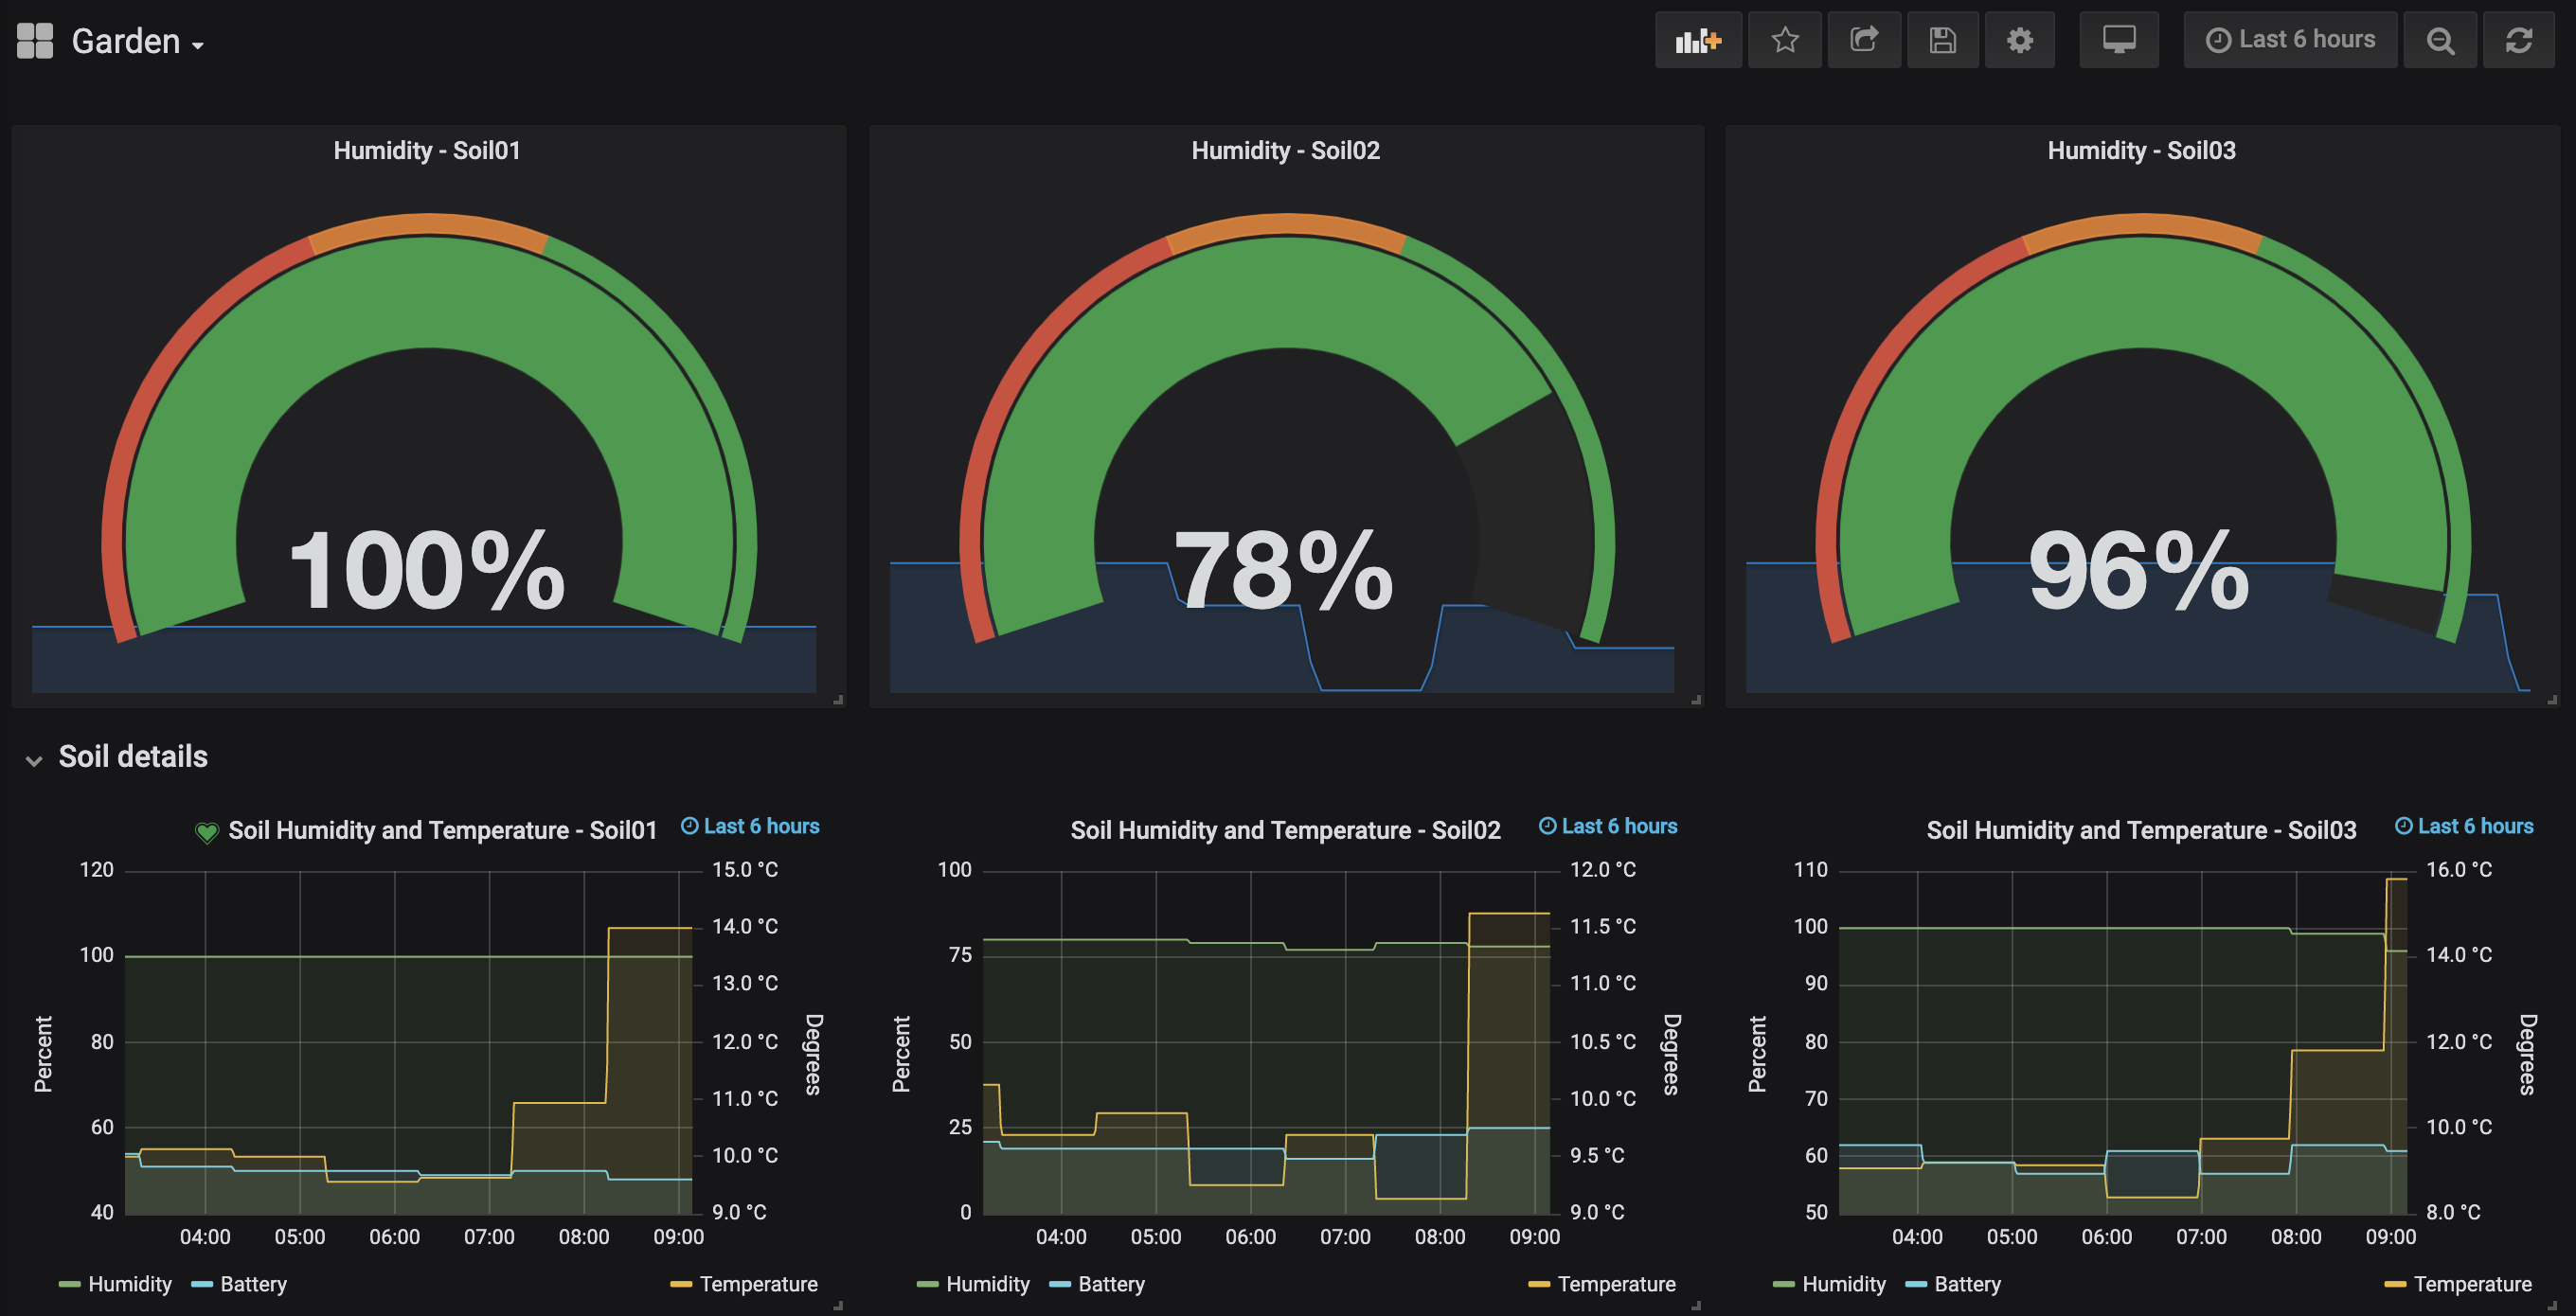 Garden
Last 6 hours
Humidity - Soil01
100%
Humidity - Soil02
78%
Humidity - Soil03
96%
Soil details
Soil Humidity and Temperature - Soil01
Last 6 hours
120
100
80
60
40
Percent
15.0 °C
14.0 °C
13.0 °C
12.0 °C
11.0 °C
10.0 °C
9.0 °C
Degrees
04:00 05:00 06:00 07:00 08:00 09:00
Humidity Battery Temperature
Soil Humidity and Temperature - Soil02
Last 6 hours
100
75
50
25
0
Percent
12.0 °C
11.5 °C
11.0 °C
10.5 °C
10.0 °C
9.5 °C
9.0 °C
Degrees
04:00 05:00 06:00 07:00 08:00 09:00
Humidity Battery Temperature
Soil Humidity and Temperature - Soil03
Last 6 hours
110
100
90
80
70
60
50
Percent
16.0 °C
14.0 °C
12.0 °C
10.0 °C
8.0 °C
Degrees
04:00 05:00 06:00 07:00 08:00 09:00
Humidity Battery Temperature